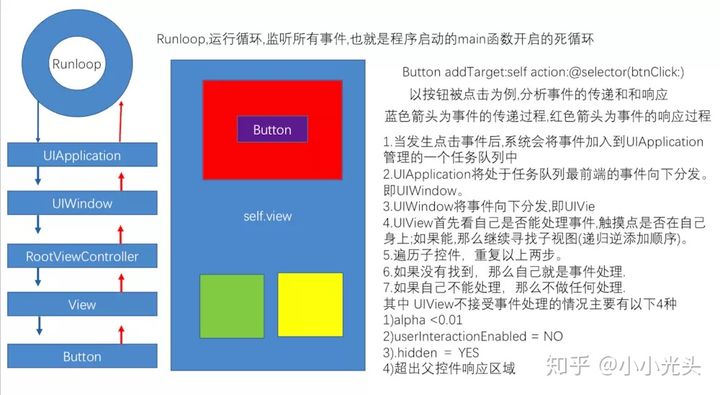 Runloop,运行循环,监听所有事件,也就是程序启动的main函数开启的死循环
Runloop
UIApplication
UIWindow
RootViewController
View
Button
Button
self.view
Button addTarget:self action:@selector(btnClick:)
以按钮被点击为例,分析事件的传递和和响应
蓝色箭头为事件的传递过程,红色箭头为事件的响应过程
1.当发生点击事件后,系统会将事件加入到UIApplication
管理的一个任务队列中
2.UIApplication将处于任务队列最前端的事件向下分发。
即UIWindow。
3.UIWindow将事件向下分发,即UIVie
4.UIView首先看自己是否能处理事件,触摸点是否在自己
身上;如果能,那么继续寻找子视图(递归逆添加顺序)。
5.遍历子控件，重复以上两步。
6.如果没有找到，那么自己就是事件处理.
7.如果自己不能处理，那么不做任何处理.
其中 UIView不接受事件处理的情况主要有以下4种
1)alpha <0.01
2)userInteractionEnabled = NO
3).hidden = YES
4)超出父控件响应区域
知乎 @小小光头